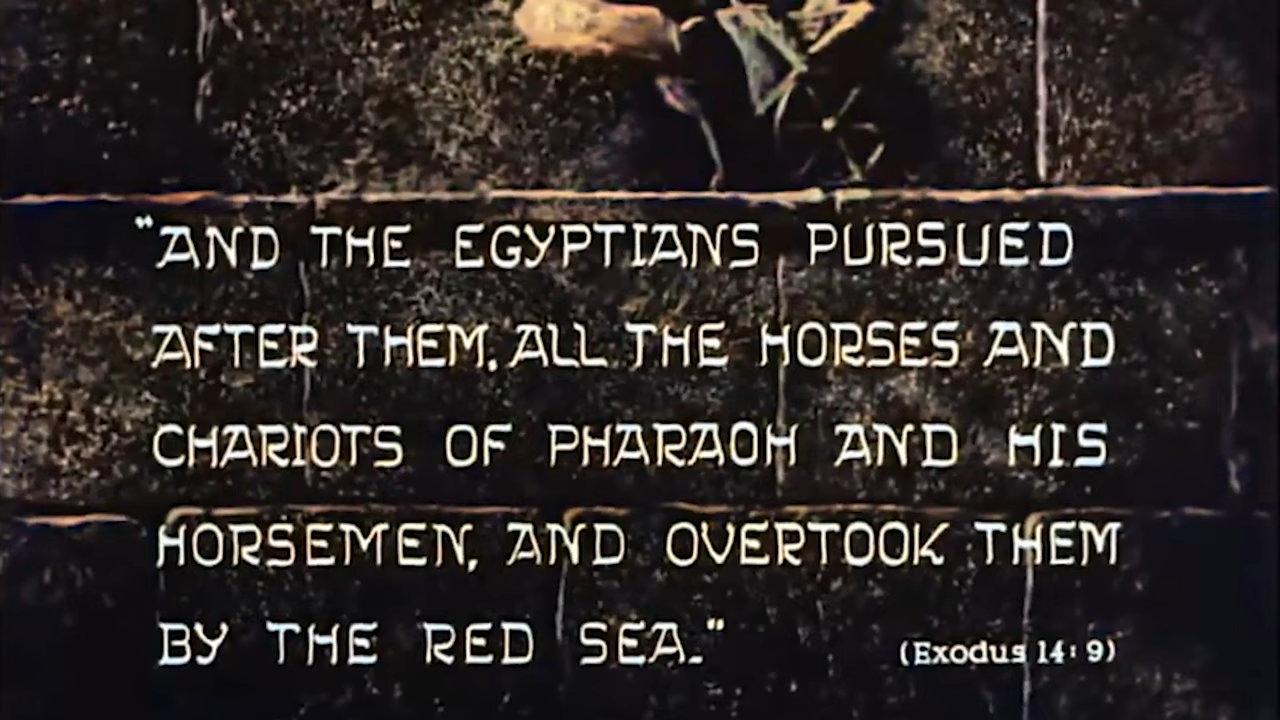 "AND THE EGYPTIANS PURSUED
AFTER THEM, ALL THE HORSES AND
CHARIOTS OF PHARAOH AND HIS
HORSEMEN, AND OVERTOOK THEM
BY THE RED SEA."
(Exodus 14: 9)